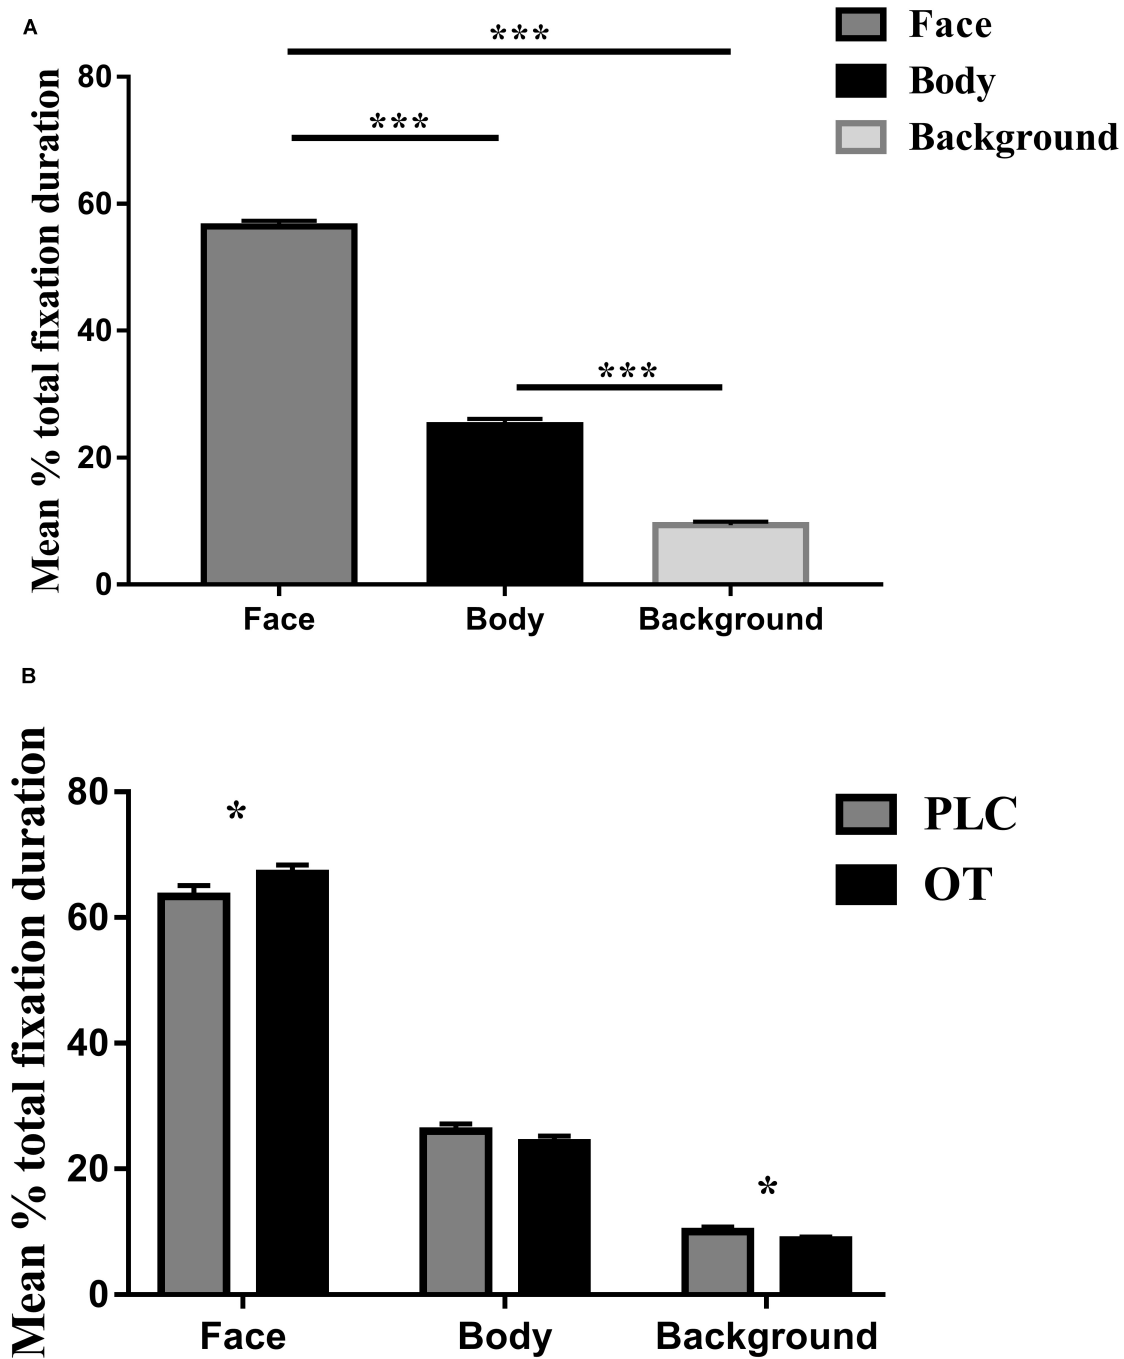 A
***
***
***
Face
Body
Background
Mean % total fixation duration
80
60
40
20
0
Face Body Background
B
*
*
PLC
OT
Mean % total fixation duration
80
60
40
20
0
Face Body Background